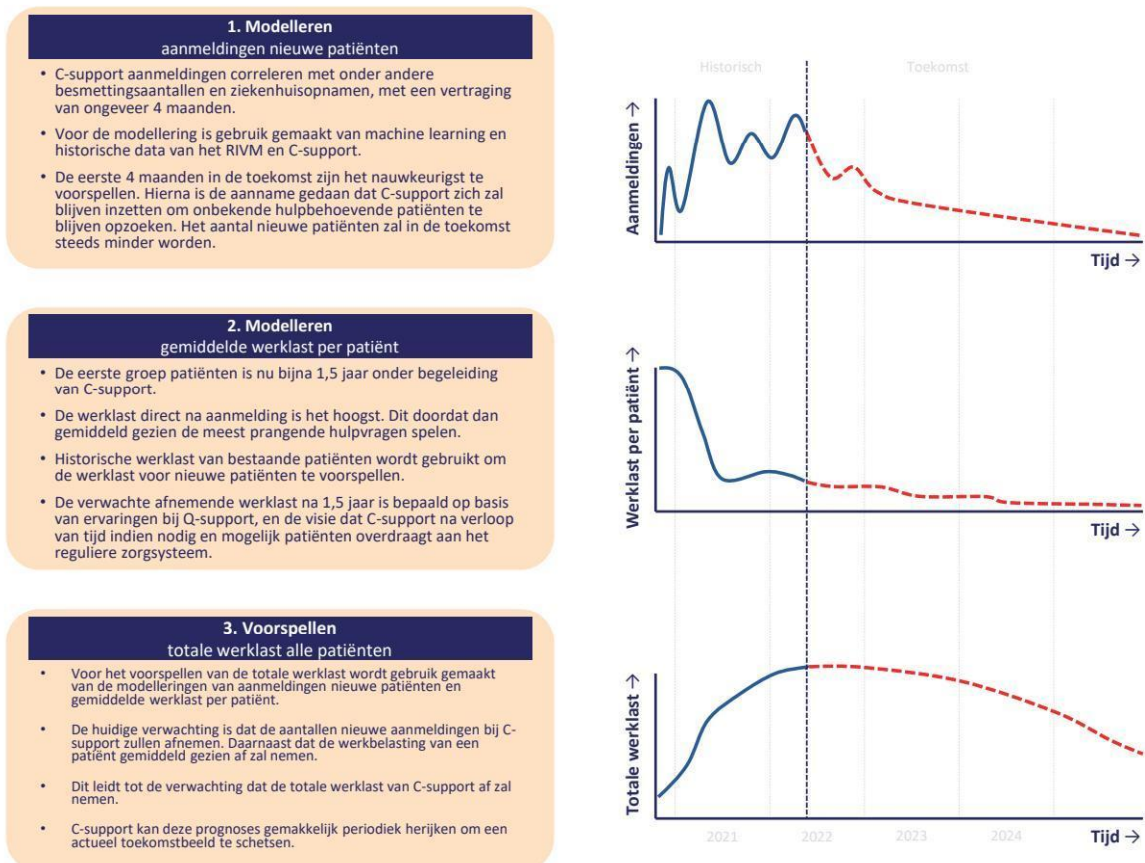 1. Modelleren
aanmeldingen nieuwe patiënten
• C-support aanmeldingen correleren met onder andere
besmettingsaantallen en ziekenhuisopnamen, met een vertraging
van ongeveer 4 maanden.
• Voor de modellering is gebruik gemaakt van machine learning en
historische data van het RIVM en C-support.
• De eerste 4 maanden in de toekomst zijn het nauwkeurigst te
voorspellen. Hierna is de aanname gedaan dat C-support zich zal
blijven inzetten om onbekende hulpbehoevende patiënten te
blijven opzoeken. Het aantal nieuwe patiënten zal in de toekomst
steeds minder worden.
Historisch
Toekomst
Aanmeldingen →
Tijd →
2. Modelleren
gemiddelde werklast per patiënt
• De eerste groep patiënten is nu bijna 1,5 jaar onder begeleiding
van C-support.
• De werklast direct na aanmelding is het hoogst. Dit doordat dan
gemiddeld gezien de meest prangende hulpvragen spelen.
• Historische werklast van bestaande patiënten wordt gebruikt om
de werklast voor nieuwe patiënten te voorspellen.
• De verwachte afnemende werklast na 1,5 jaar is bepaald op basis
van ervaringen bij Q-support, en de visie dat C-support na verloop
van tijd indien nodig en mogelijk patiënten overdraagt aan het
reguliere zorgsysteem.
Werklast per patiënt →
Tijd →
3. Voorspellen
totale werklast alle patiënten
• Voor het voorspellen van de totale werklast wordt gebruik gemaakt
van de modelleringen van aanmeldingen nieuwe patiënten en
gemiddelde werklast per patiënt.
• De huidige verwachting is dat de aantallen nieuwe aanmeldingen bij C-
support zullen afnemen. Daarnaast dat de werkbelasting van een
patiënt gemiddeld gezien af zal nemen.
• Dit leidt tot de verwachting dat de totale werklast van C-support af zal
nemen.
• C-support kan deze prognoses gemakkelijk periodiek herijken om een
actueel toekomstbeeld te schetsen.
Totale werklast →
2021
2022
2023
2024
Tijd →